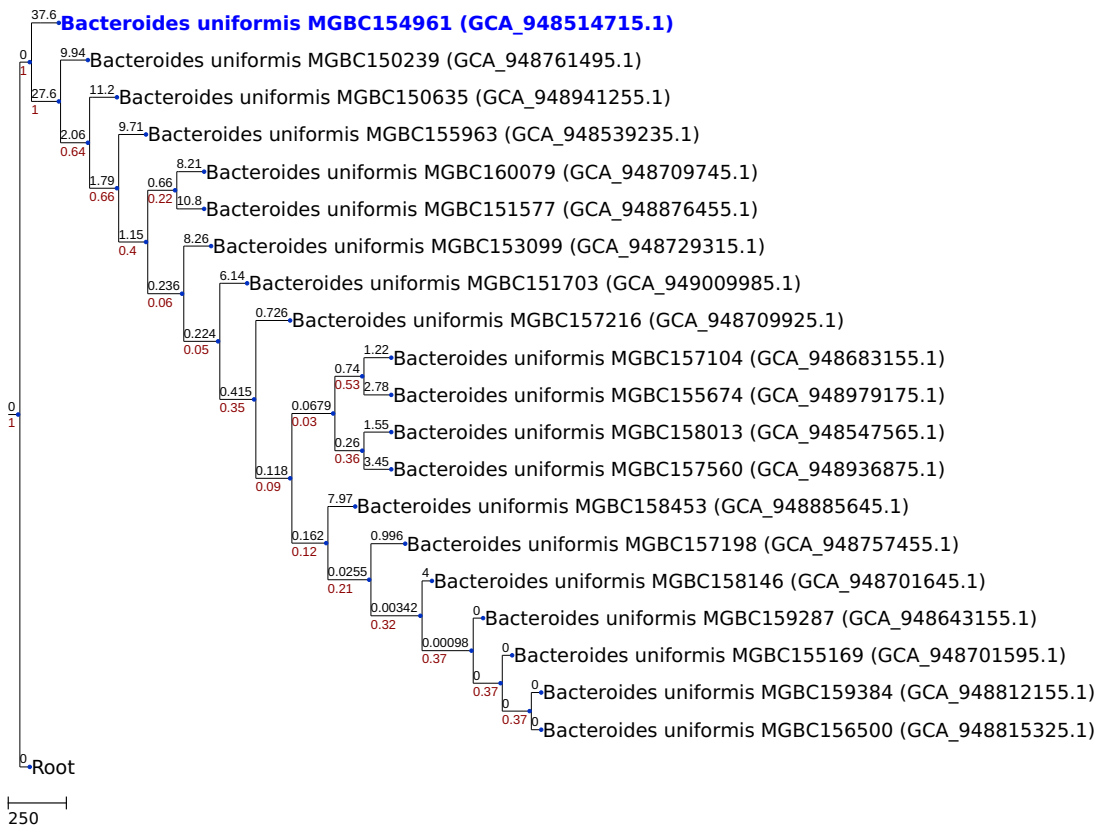 37.6
Bacteroides uniformis MGBC154961 (GCA_948514715.1)
0
1
9.94
Bacteroides uniformis MGBC150239 (GCA_948761495.1)
27.6
1
11.2
Bacteroides uniformis MGBC150635 (GCA_948941255.1)
2.06
0.64
9.71
Bacteroides uniformis MGBC155963 (GCA_948539235.1)
1.79
0.66
8.21
Bacteroides uniformis MGBC160079 (GCA_948709745.1)
0.66
0.22
10.8
Bacteroides uniformis MGBC151577 (GCA_948876455.1)
1.15
0.4
8.26
Bacteroides uniformis MGBC153099 (GCA_948729315.1)
0.236
0.06
6.14
Bacteroides uniformis MGBC151703 (GCA_949009985.1)
0.224
0.05
0.726
Bacteroides uniformis MGBC157216 (GCA_948709925.1)
1.22
Bacteroides uniformis MGBC157104 (GCA_948683155.1)
0.74
0.53
2.78
Bacteroides uniformis MGBC155674 (GCA_948979175.1)
0.415
0.35
0.0679
0.03
0
1
1.55
Bacteroides uniformis MGBC158013 (GCA_948547565.1)
0.26
0.36
3.45
Bacteroides uniformis MGBC157560 (GCA_948936875.1)
0.118
0.09
7.97
Bacteroides uniformis MGBC158453 (GCA_948885645.1)
0.162
0.12
0.996
Bacteroides uniformis MGBC157198 (GCA_948757455.1)
0.0255
0.21
4
Bacteroides uniformis MGBC158146 (GCA_948701645.1)
0.00342
0.32
0
Bacteroides uniformis MGBC159287 (GCA_948643155.1)
0.00098
0.37
0
Bacteroides uniformis MGBC155169 (GCA_948701595.1)
0
0.37
0
Bacteroides uniformis MGBC159384 (GCA_948812155.1)
0
0.37
0
Bacteroides uniformis MGBC156500 (GCA_948815325.1)
0
Root
250